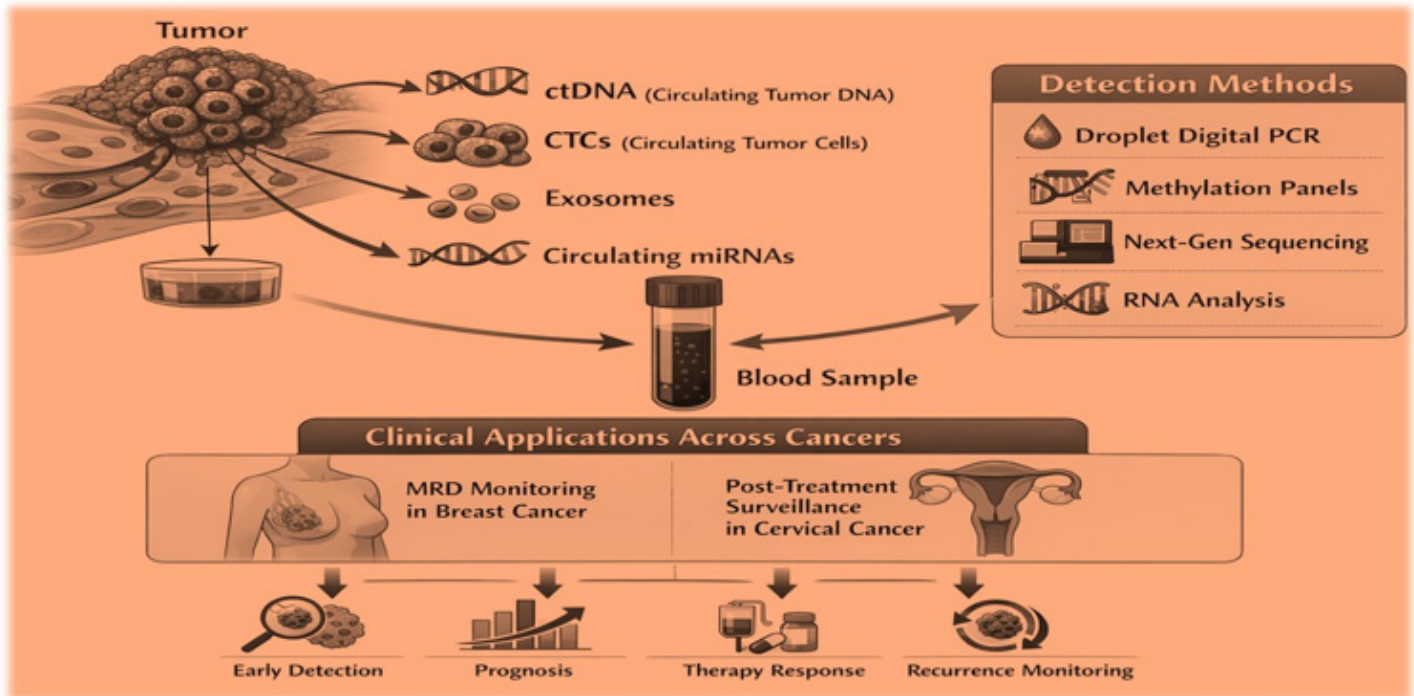 Tumor
ctDNA (Circulating Tumor DNA)
CTCs (Circulating Tumor Cells)
Exosomes
Circulating miRNAs
Detection Methods
Droplet Digital PCR
Methylation Panels
Next-Gen Sequencing
RNA Analysis
Blood Sample
Clinical Applications Across Cancers
MRD Monitoring
in Breast Cancer
Post-Treatment
Surveillance
in Cervical Cancer
Early Detection
Prognosis
Therapy Response
Recurrence Monitoring